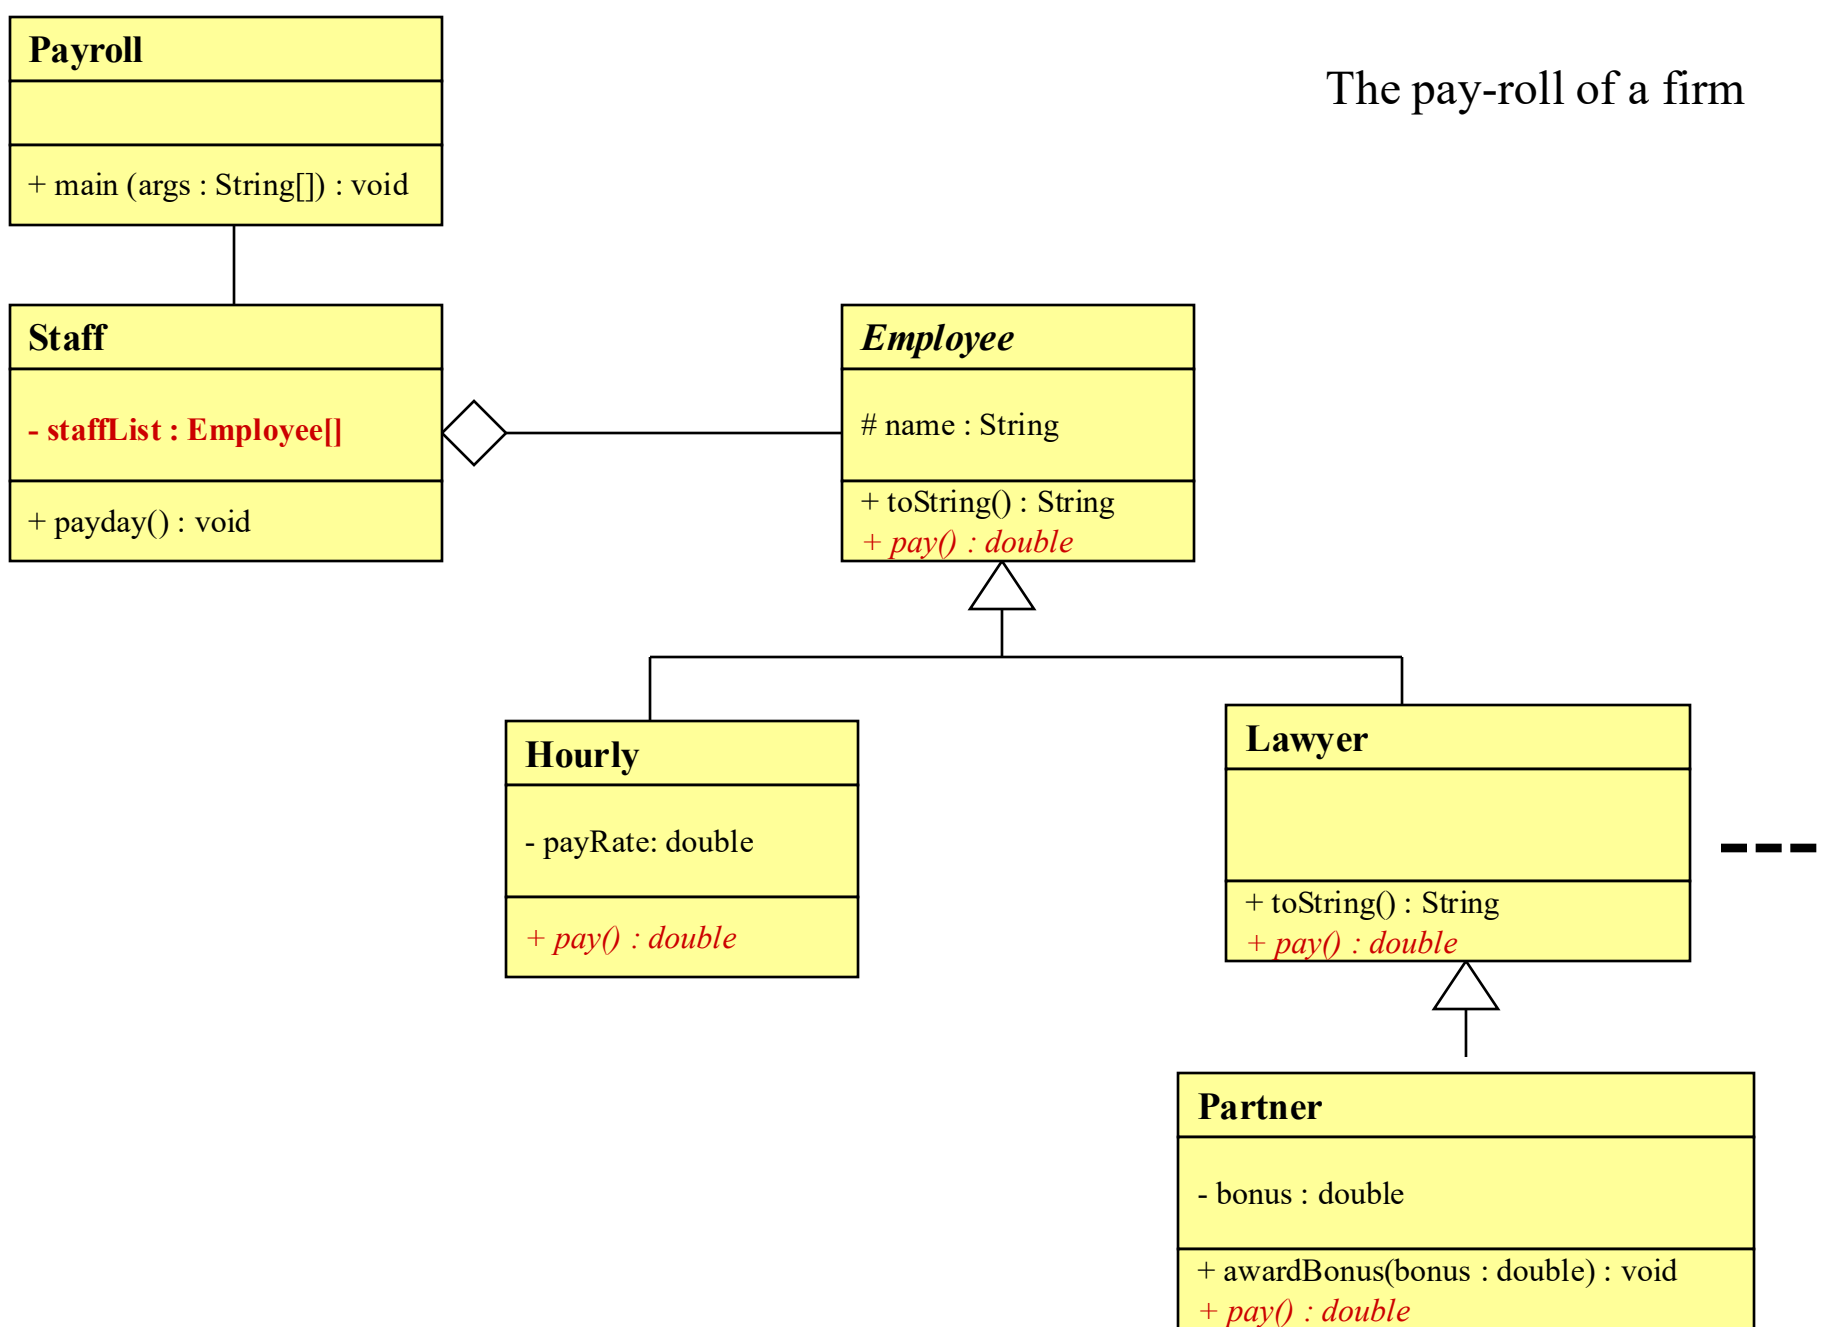 Payroll
+ main (args : String[]) : void
The pay-roll of a firm
Staff
- staffList : Employee[]
+ payday() : void
Employee
# name : String
+ toString() : String
+ pay() : double
Hourly
- payRate: double
+ pay() : double
Lawyer
+ toString() : String
+ pay() : double
Partner
- bonus : double
+ awardBonus(bonus : double) : void
+ pay() : double